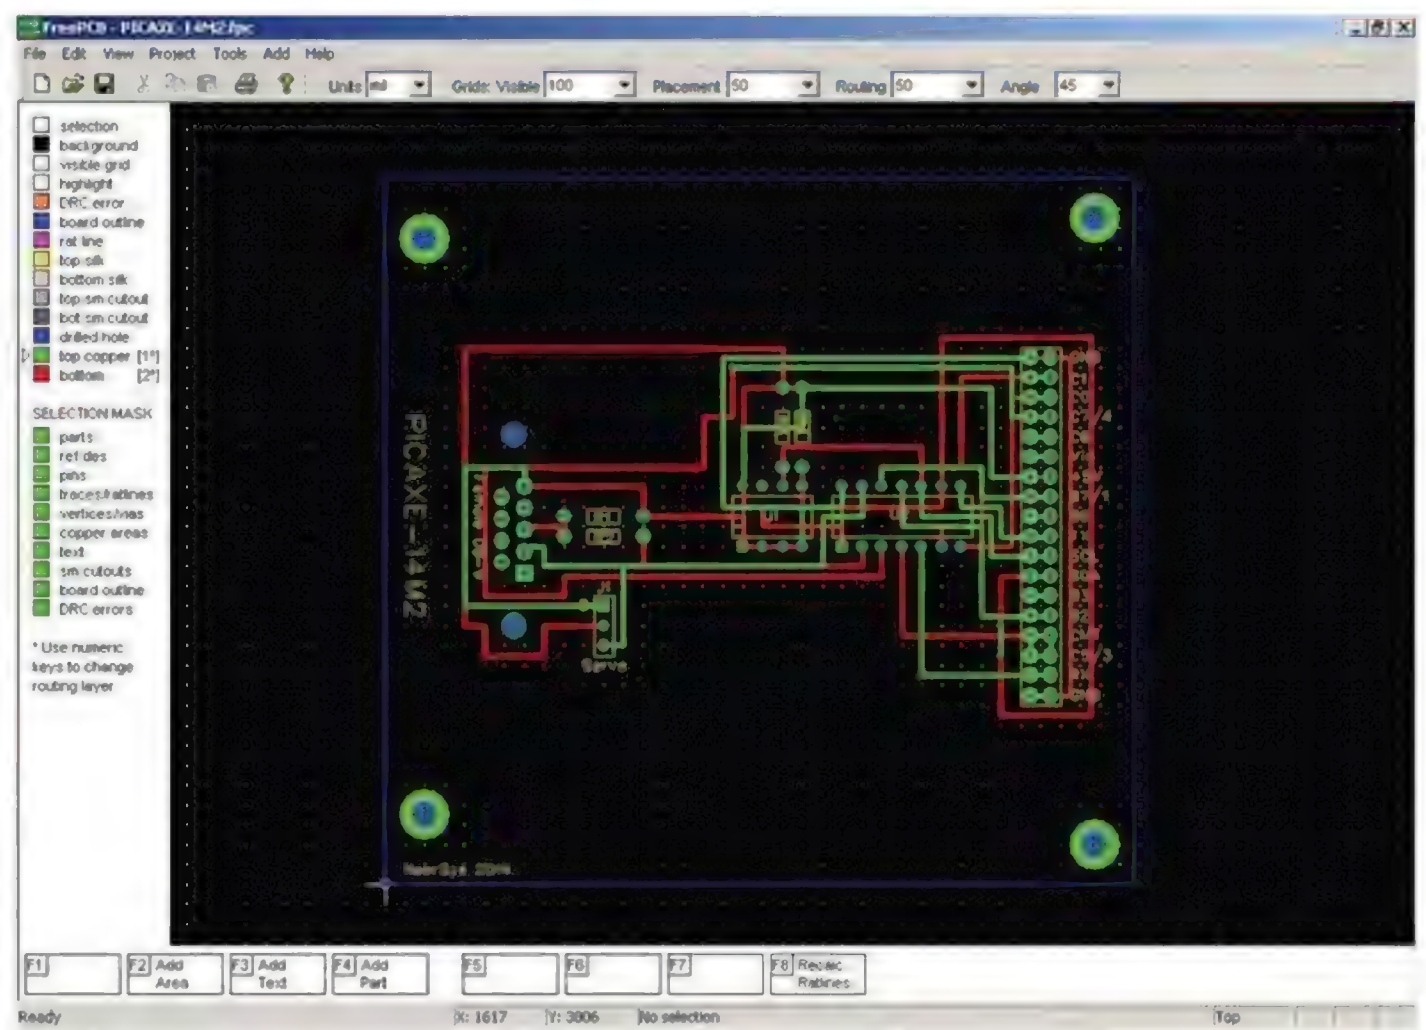 FreePCB - PICAXE-14M2.fpc
File Edit View Project Tools Add Help
Units mil Grids: Visible 100 Placement 50 Routing 50 Angle 45
selection
background
visible grid
highlight
DRC error
board outline
rat line
top silk
bottom silk
top sm cutout
bot sm cutout
drilled hole
top copper [1*]
bottom [2*]
SELECTION MASK
parts
ref des
pins
traces/ratlines
vertices/vias
copper areas
text
sm cutouts
board outline
DRC errors
* Use numeric
keys to change
routing layer
PICAXE-14M2
Servo
F1
F2 Add
Area
F3 Add
Text
F4 Add
Part
F5
F6
F7
F8 Recalc
Ratlines
Ready X: 1617 Y: 3006 No selection Top